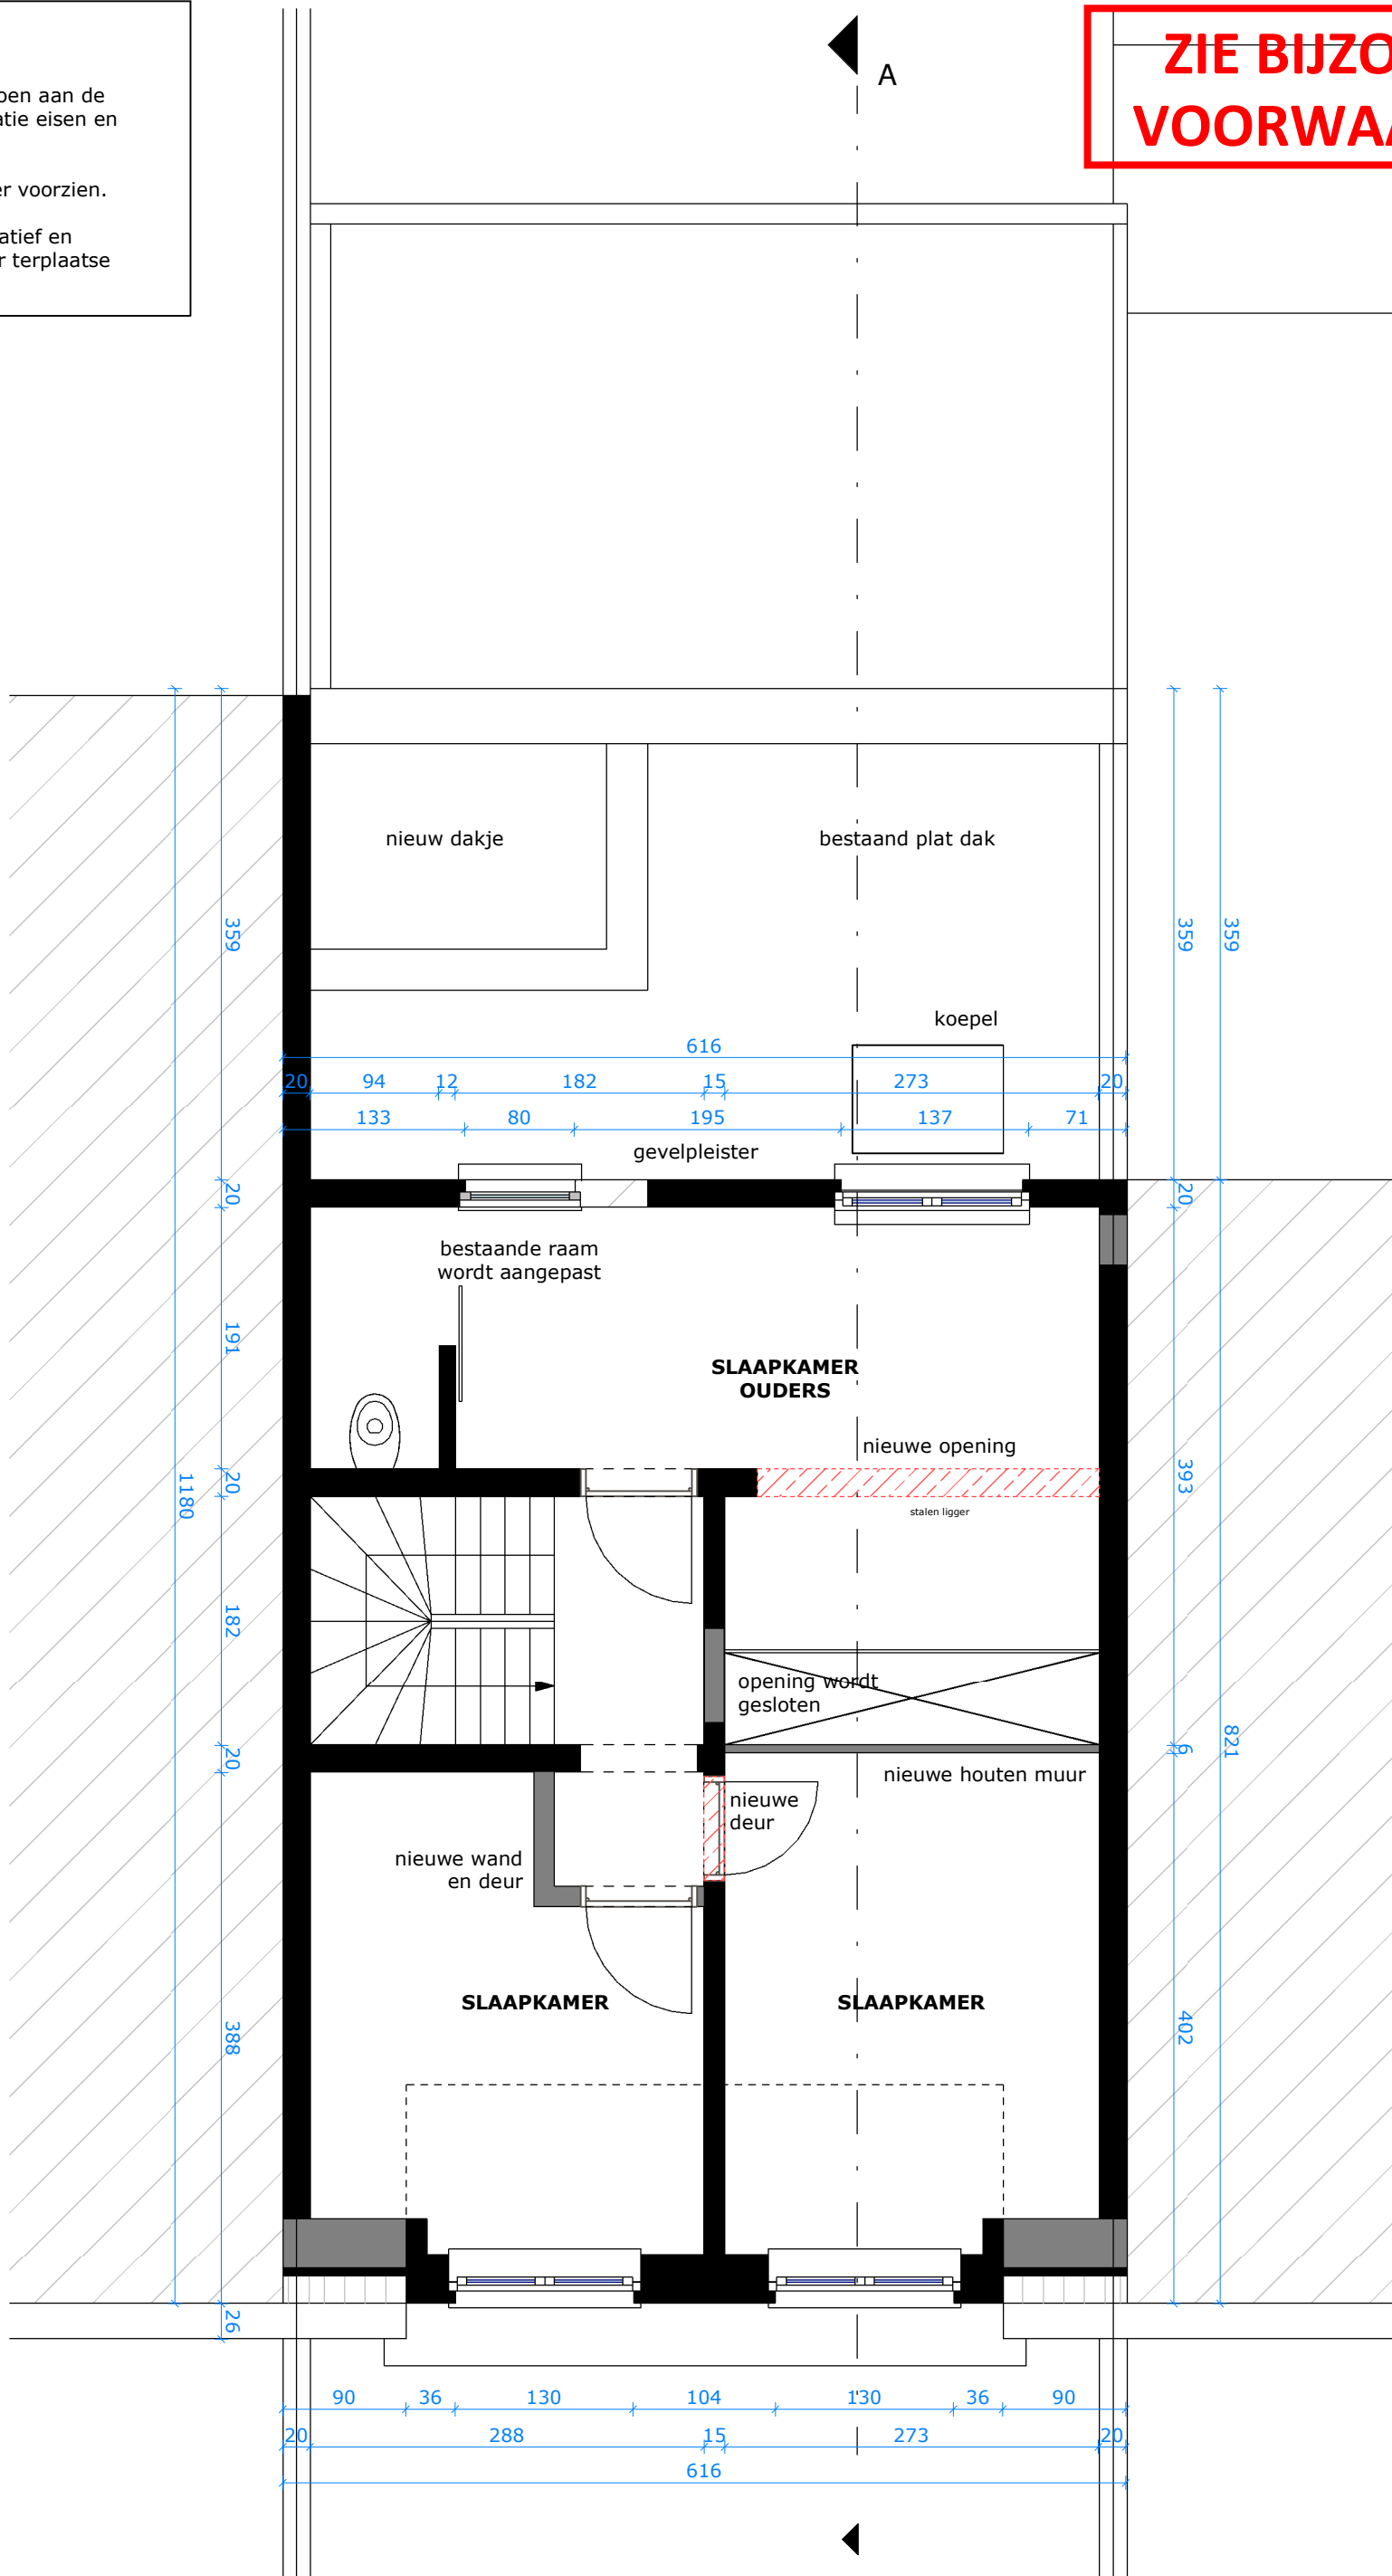 oen aan de
atie eisen en
er voorzien.
atief en
r terplaatse
ZIE BIJZO
VOORWAA
A
nieuw dakje
bestaand plat dak
359
359
359
koepel
616
20 94 12 182 15 273 20
133 80 195 137 71
gevelpleister
20
20
bestaande raam
wordt aangepast
191
SLAAPKAMER
OUDERS
nieuwe opening
20
1180
393
stalen ligger
182
opening wordt
gesloten
20
6
821
nieuwe houten muur
nieuwe
deur
nieuwe wand
en deur
SLAAPKAMER
SLAAPKAMER
388
402
26
90 36 130 104 130 36 90
20 288 15 273 20
616